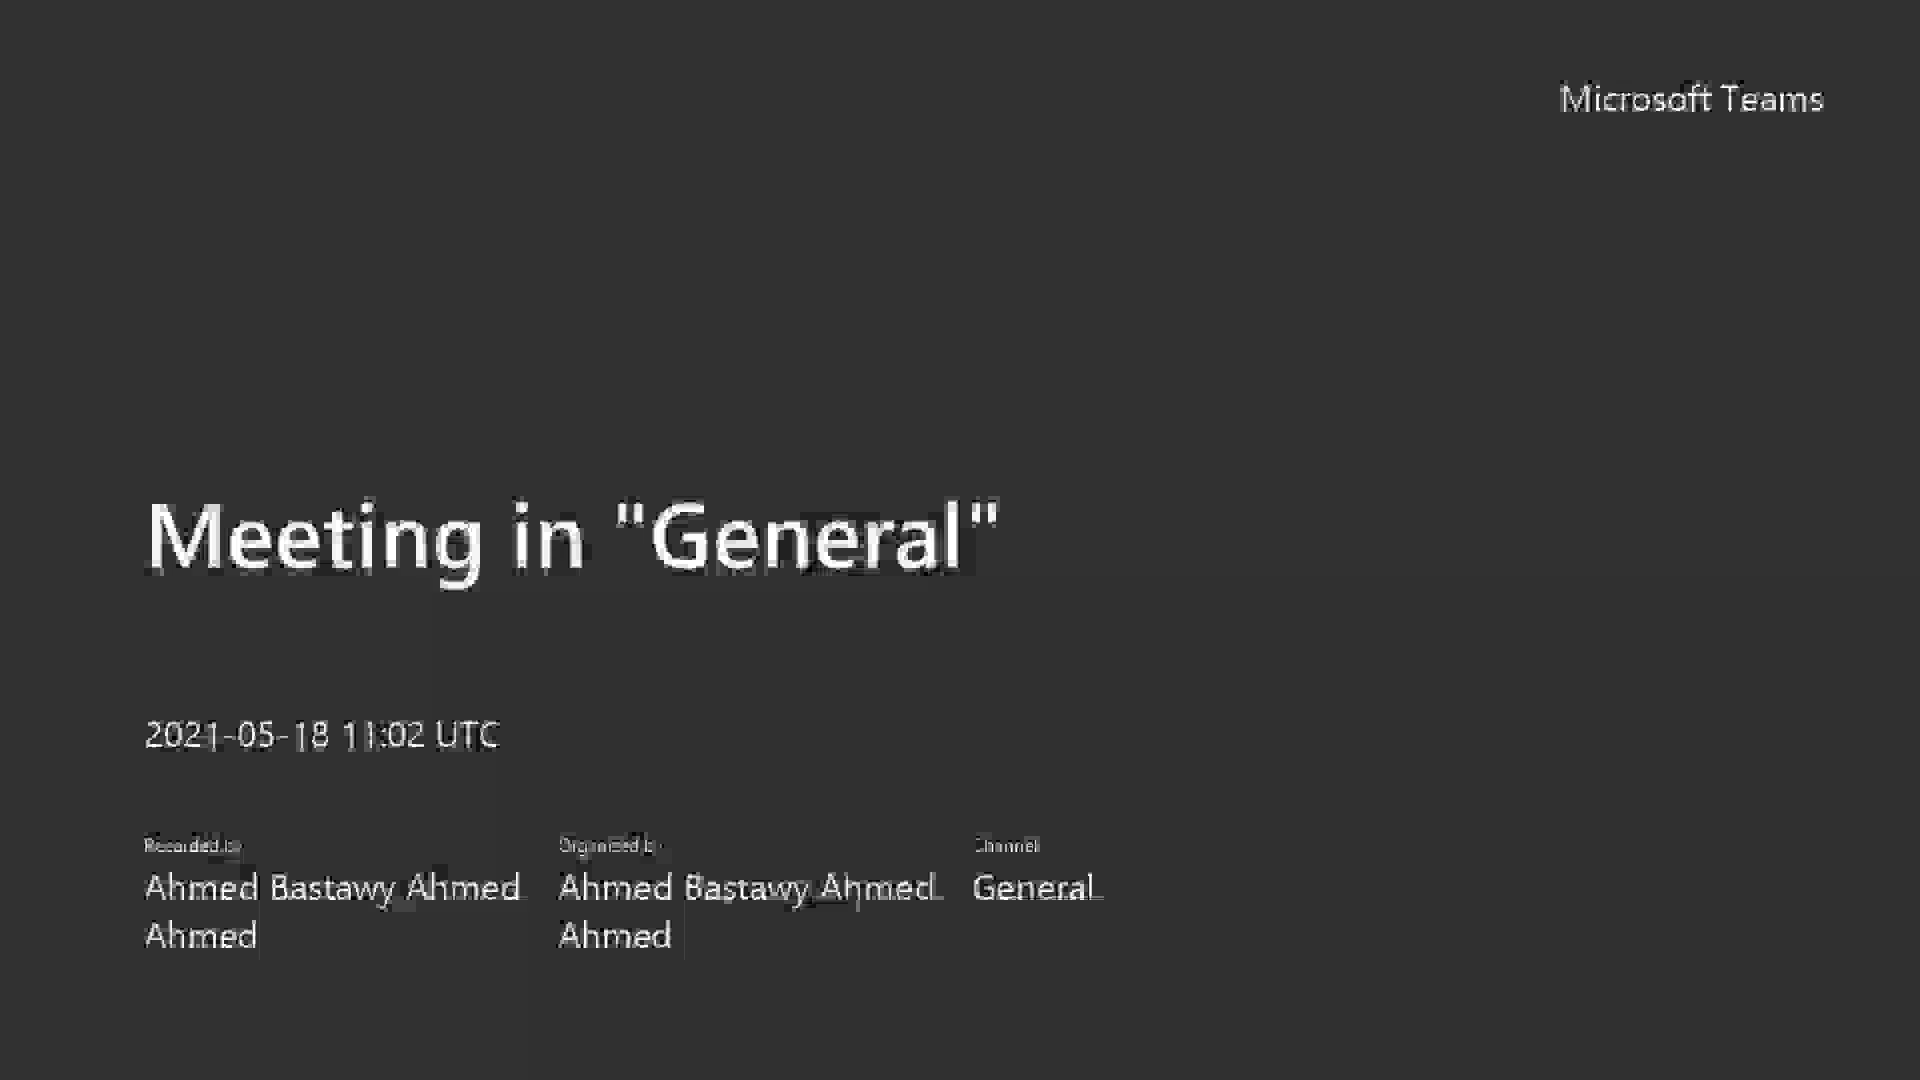 Microsoft Teams
Meeting in "General"
2021-05-18 11:02 UTC
Recorded by
Organized by
Channel
Ahmed Bastawy Ahmed
Ahmed
Ahmed Bastawy Ahmed
Ahmed
General